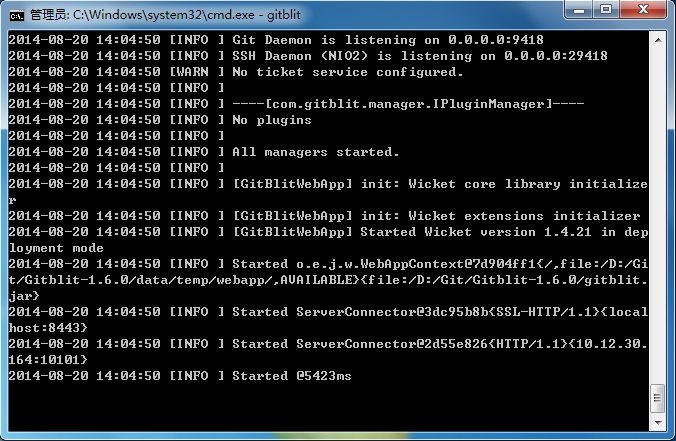 管理员: C:\Windows\system32\cmd.exe - gitblit
2014-08-20 14:04:50 [INFO ] Git Daemon is listening on 0.0.0.0:9418
2014-08-20 14:04:50 [INFO ] SSH Daemon (NIO2) is listening on 0.0.0.0:29418
2014-08-20 14:04:50 [WARN ] No ticket service configured.
2014-08-20 14:04:50 [INFO ]
2014-08-20 14:04:50 [INFO ] ----[com.gitblit.manager.IPluginManager]----
2014-08-20 14:04:50 [INFO ] No plugins
2014-08-20 14:04:50 [INFO ]
2014-08-20 14:04:50 [INFO ] All managers started.
2014-08-20 14:04:50 [INFO ]
2014-08-20 14:04:50 [INFO ] [GitBlitWebApp] init: Wicket core library initialize
r
2014-08-20 14:04:50 [INFO ] [GitBlitWebApp] init: Wicket extensions initializer
2014-08-20 14:04:50 [INFO ] [GitBlitWebApp] Started Wicket version 1.4.21 in dep
loyment mode
2014-08-20 14:04:50 [INFO ] Started o.e.j.w.WebAppContext@7d904ff1{/,file:/D:/Gi
t/Gitblit-1.6.0/data/temp/webapp/,AVAILABLE}{file:/D:/Git/Gitblit-1.6.0/gitblit.
jar}
2014-08-20 14:04:50 [INFO ] Started ServerConnector@3dc95b8b{SSL-HTTP/1.1}{local
host:8443}
2014-08-20 14:04:50 [INFO ] Started ServerConnector@2d55e826{HTTP/1.1}{10.12.30.
164:10101}
2014-08-20 14:04:50 [INFO ] Started @5423ms